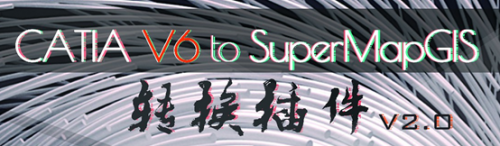 CATIA V6 to SuperMapGIS
转换插件 V2.0